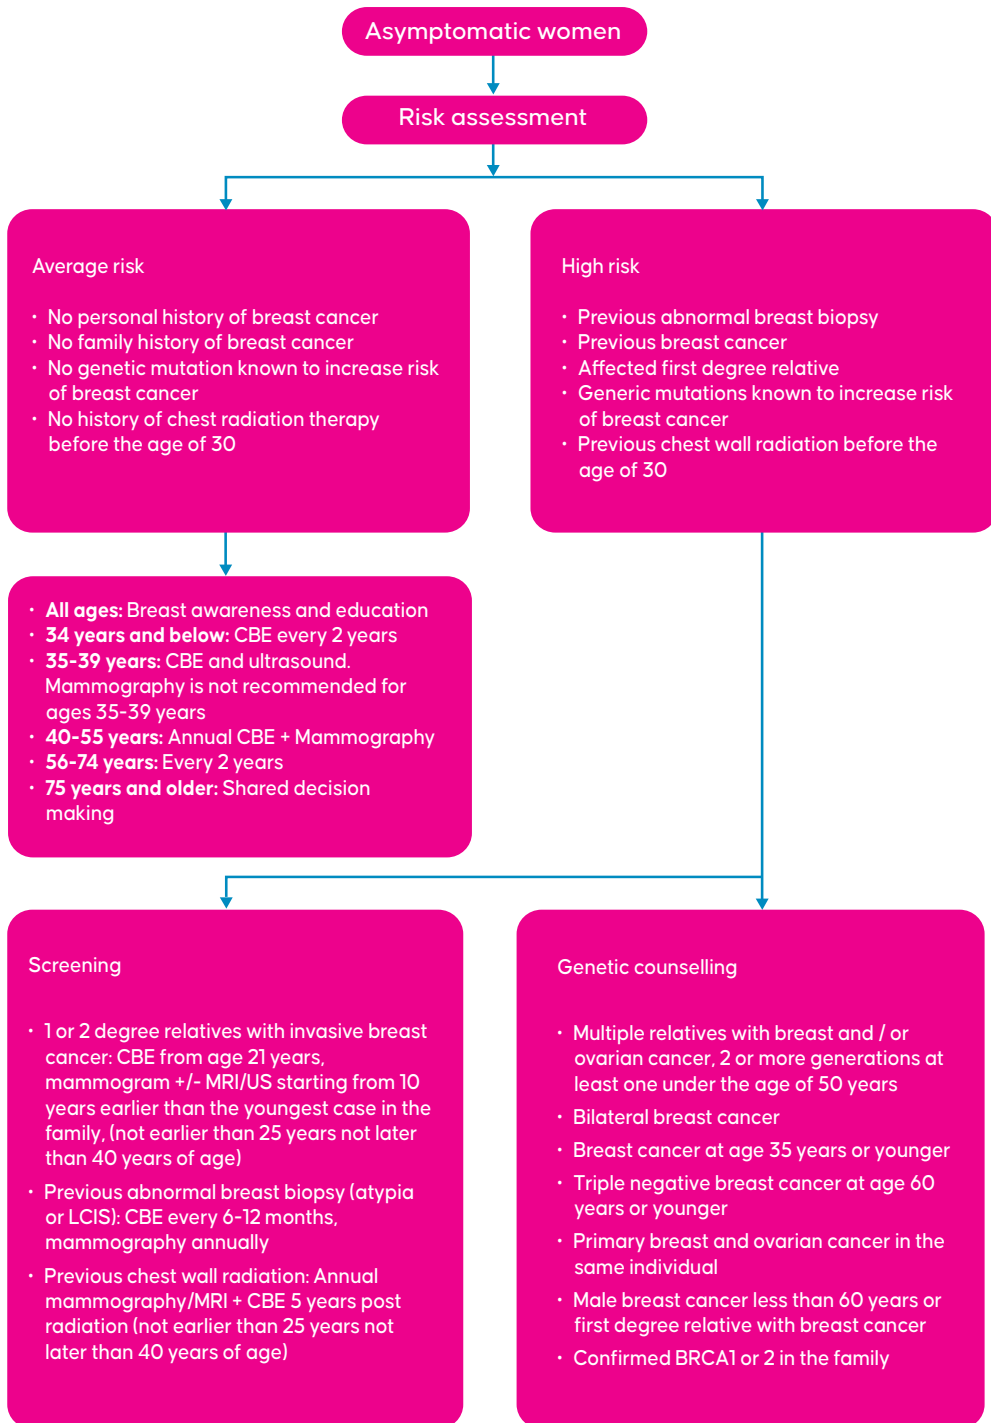 Asymptomatic women
Risk assessment
Average risk
• No personal history of breast cancer
• No family history of breast cancer
• No genetic mutation known to increase risk
of breast cancer
• No history of chest radiation therapy
before the age of 30
High risk
• Previous abnormal breast biopsy
• Previous breast cancer
• Affected first degree relative
• Generic mutations known to increase risk
of breast cancer
• Previous chest wall radiation before the
age of 30
• All ages: Breast awareness and education
• 34 years and below: CBE every 2 years
• 35-39 years: CBE and ultrasound.
Mammography is not recommended for
ages 35-39 years
• 40-55 years: Annual CBE + Mammography
• 56-74 years: Every 2 years
• 75 years and older: Shared decision
making
Screening
• 1 or 2 degree relatives with invasive breast
cancer: CBE from age 21 years,
mammogram +/- MRI/US starting from 10
years earlier than the youngest case in the
family, (not earlier than 25 years not later
than 40 years of age)
• Previous abnormal breast biopsy (atypia
or LCIS): CBE every 6-12 months,
mammography annually
• Previous chest wall radiation: Annual
mammography/MRI + CBE 5 years post
radiation (not earlier than 25 years not
later than 40 years of age)
Genetic counselling
• Multiple relatives with breast and / or
ovarian cancer, 2 or more generations at
least one under the age of 50 years
• Bilateral breast cancer
• Breast cancer at age 35 years or younger
• Triple negative breast cancer at age 60
years or younger
• Primary breast and ovarian cancer in the
same individual
• Male breast cancer less than 60 years or
first degree relative with breast cancer
• Confirmed BRCA1 or 2 in the family